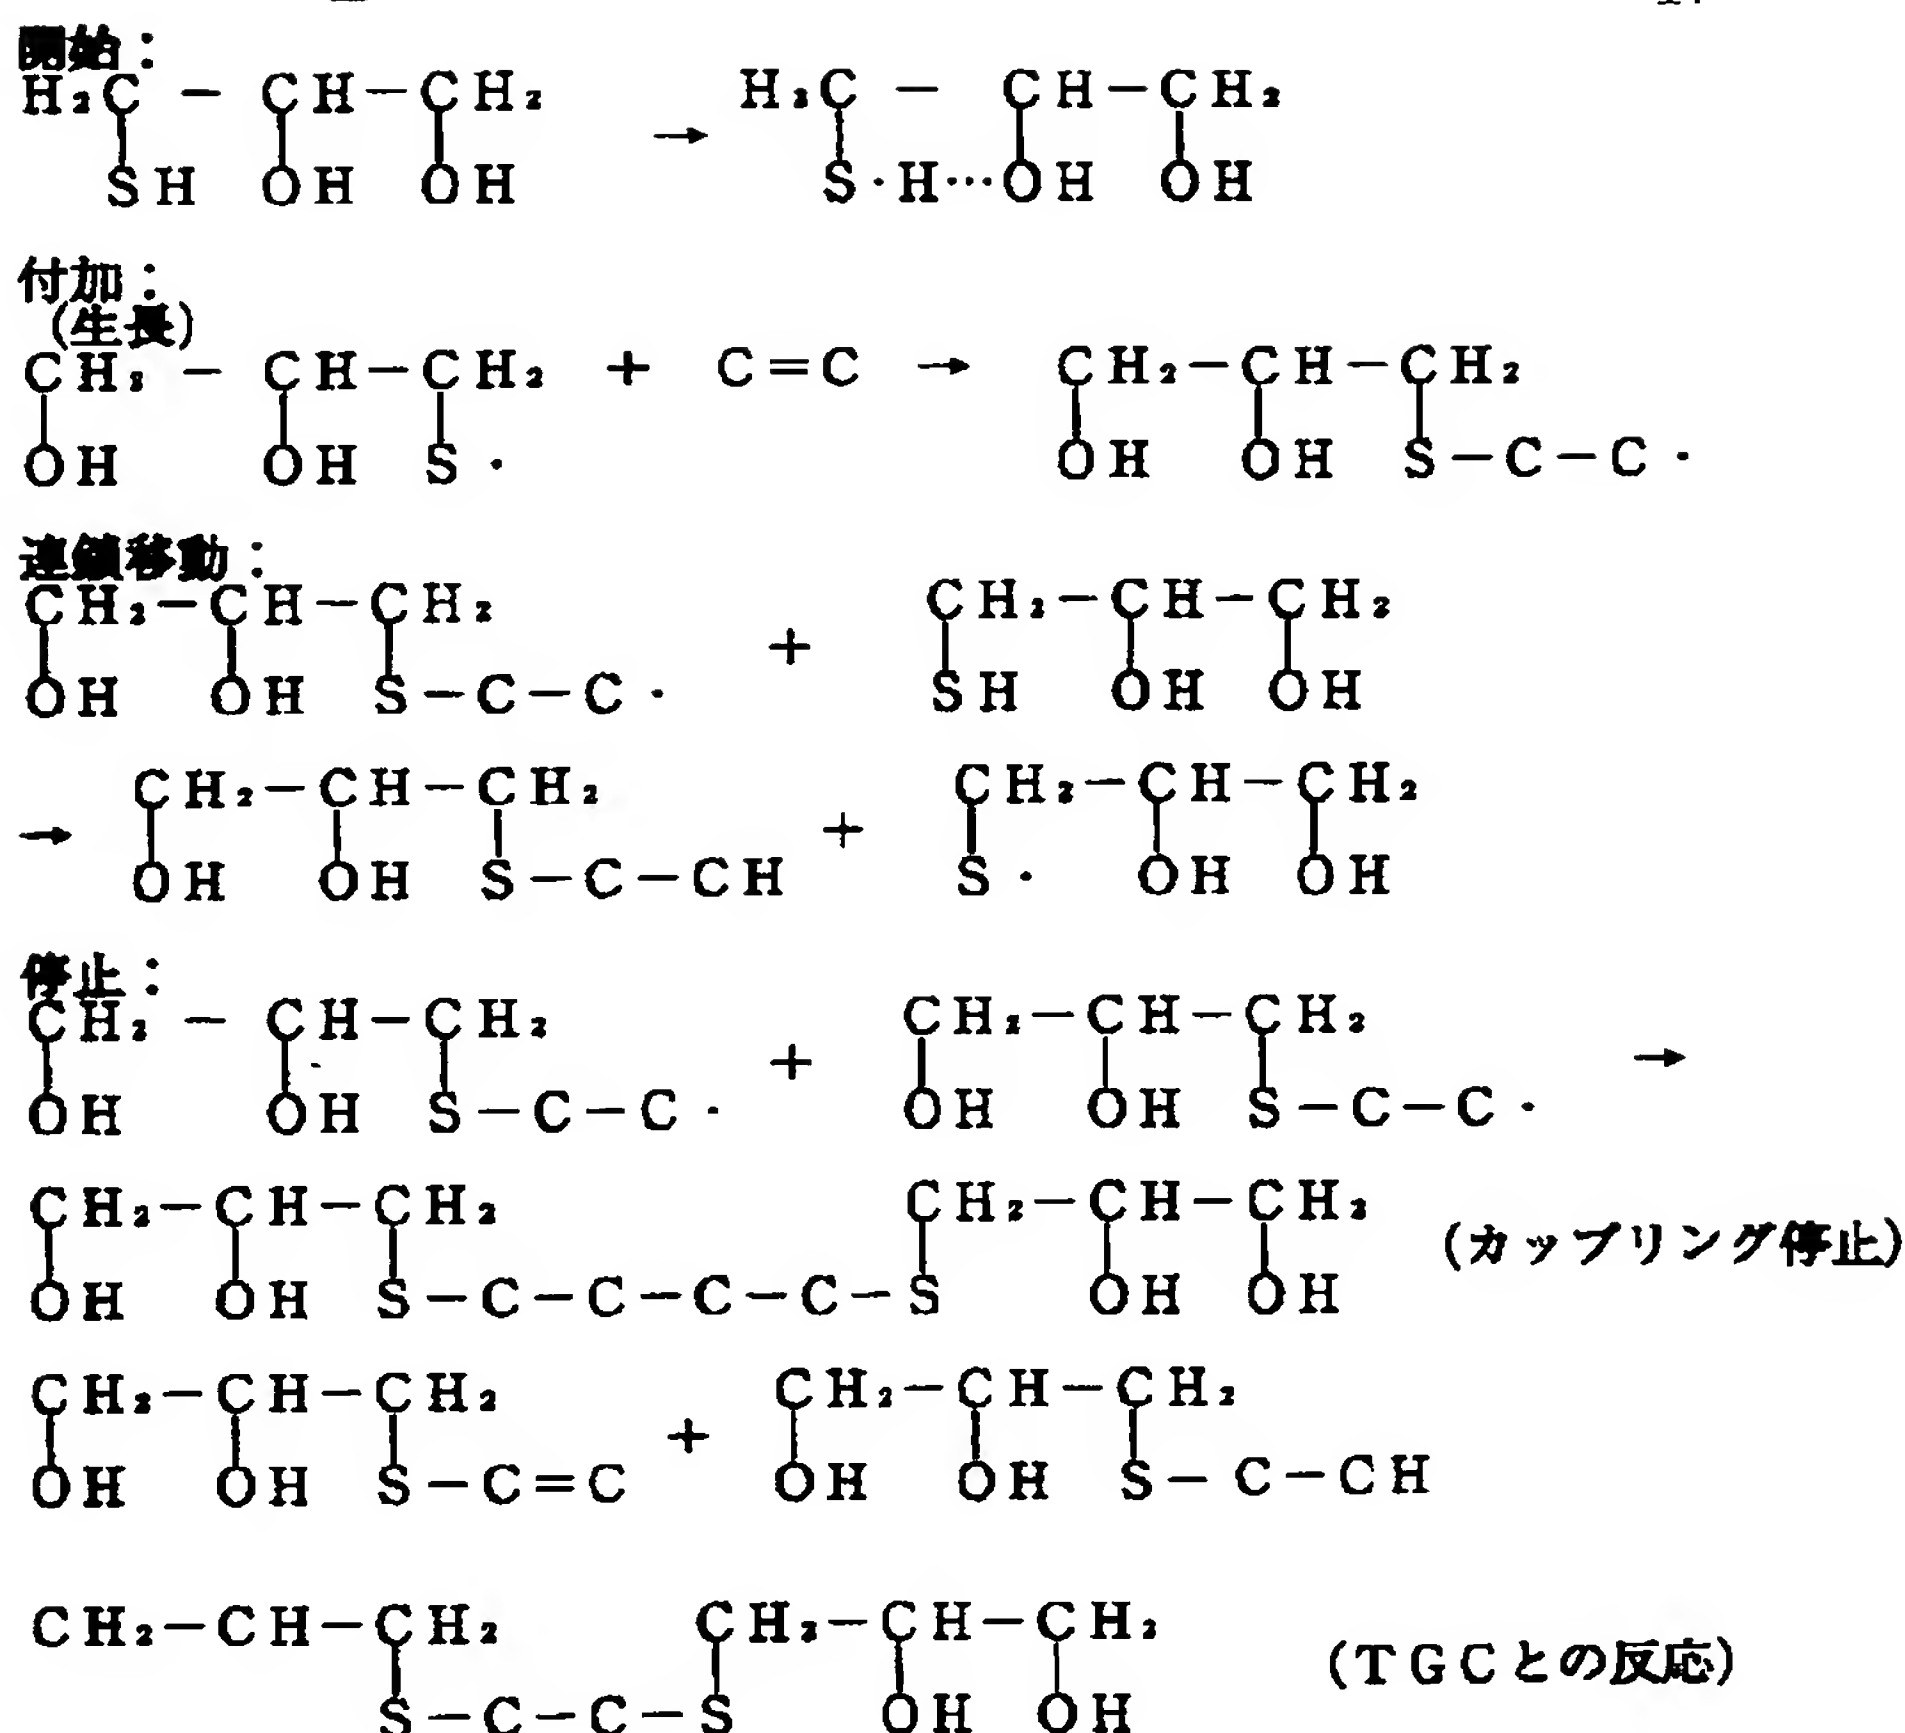 開始：
H₂C － CH－CH₂ → H₂C － CH－CH₂
SH OH OH S・H…OH OH
付加：
(生長)
CH₂－CH－CH₂ ＋ C＝C → CH₂－CH－CH₂
OH OH S・ OH OH S－C－C・
連鎖移動：
CH₂－CH－CH₂ ＋ CH₂－CH－CH₂
OH OH S－C－C・ SH OH OH
→ CH₂－CH－CH₂ ＋ CH₂－CH－CH₂
OH OH S－C－CH S・ OH OH
停止：
CH₂－CH－CH₂ ＋ CH₂－CH－CH₂ →
OH OH S－C－C・ OH OH S－C－C・
CH₂－CH－CH₂ CH₂－CH－CH₂ (カップリング停止)
OH OH S－C－C－C－C－S OH OH
CH₂－CH－CH₂ ＋ CH₂－CH－CH₂
OH OH S－C＝C OH OH S－C－CH
CH₂－CH－CH₂ CH₂－CH－CH₂ (TGCとの反応)
S－C－C－S OH OH